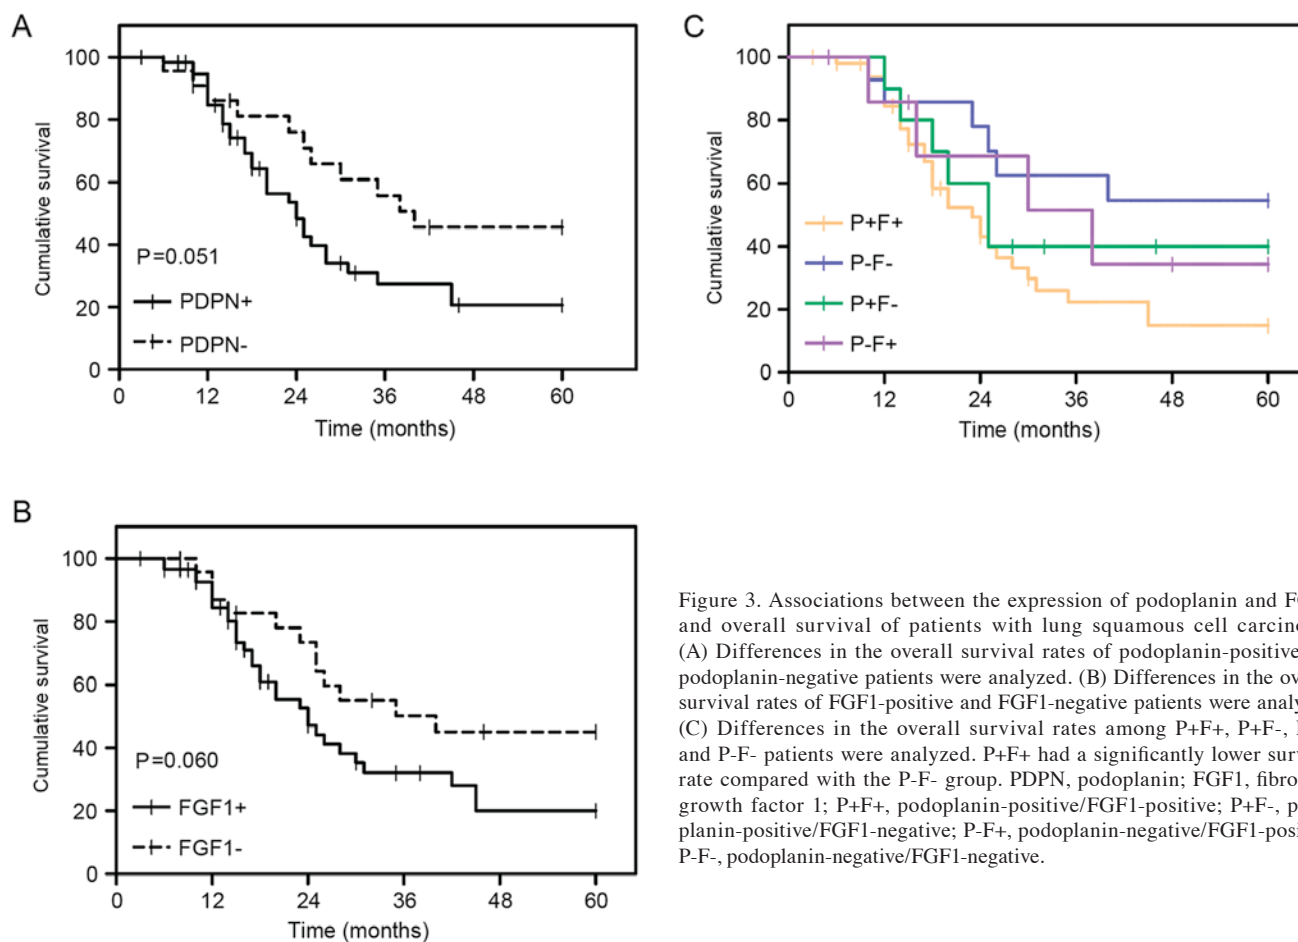 A
100
80
60
40
20
0
Cumulative survival
P=0.051
PDPN+
PDPN-
0 12 24 36 48 60
Time (months)
B
100
80
60
40
20
0
Cumulative survival
P=0.060
FGF1+
FGF1-
0 12 24 36 48 60
Time (months)
C
100
80
60
40
20
0
Cumulative survival
P+F+
P-F-
P+F-
P-F+
0 12 24 36 48 60
Time (months)
Figure 3. Associations between the expression of podoplanin and
and overall survival of patients with lung squamous cell
(A) Differences in the overall survival rates of podoplanin-positive
podoplanin-negative patients were analyzed. (B) Differences in the
survival rates of FGF1-positive and FGF1-negative patients were
(C) Differences in the overall survival rates among P+F+, P+F-,
and P-F- patients were analyzed. P+F+ had a significantly lower
rate compared with the P-F- group. PDPN, podoplanin; FGF1,
growth factor 1; P+F+, podoplanin-positive/FGF1-positive; P+F-,
planin-positive/FGF1-negative; P-F+, podoplanin-negative/
P-F-, podoplanin-negative/FGF1-negative.